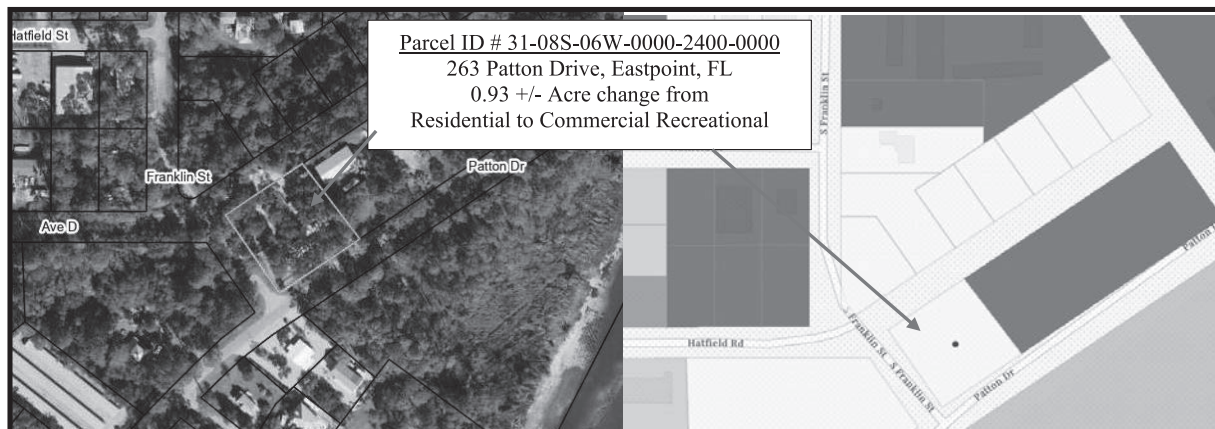 Hatfield St
Parcel ID # 31-08S-06W-0000-2400-0000
263 Patton Drive, Eastpoint, FL
0.93 +/- Acre change from
Residential to Commercial Recreational
S Franklin St
Patton Dr
Franklin St
Ave D
Patton
Hatfield Rd
S Franklin St
S Franklin St
Patton Dr